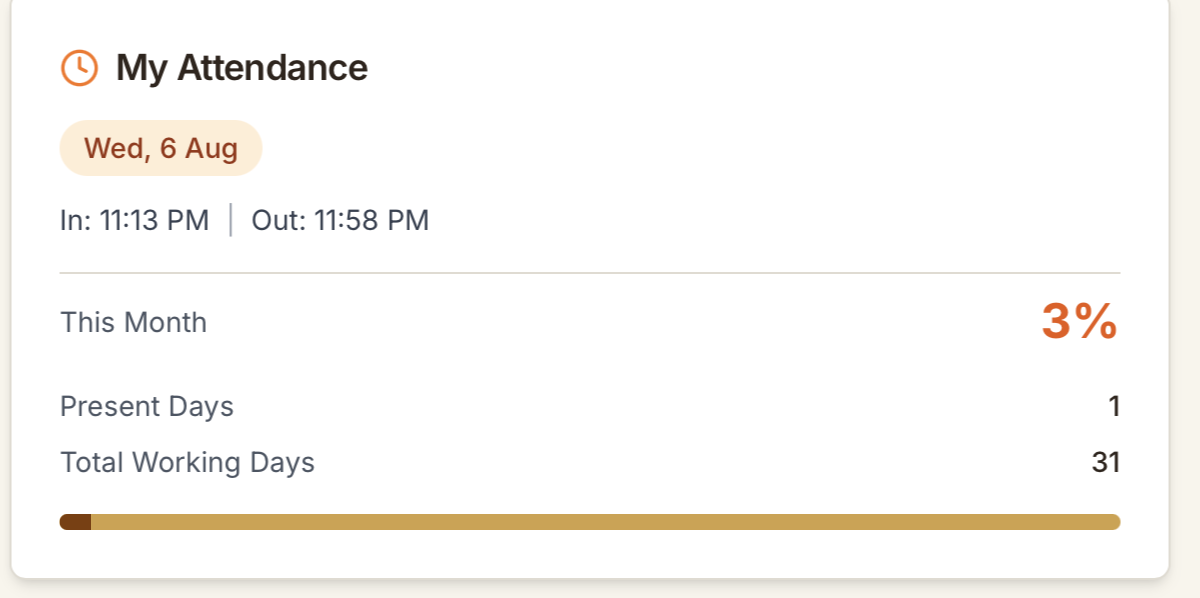 My Attendance
Wed, 6 Aug
In: 11:13 PM | Out: 11:58 PM
This Month 3%
Present Days 1
Total Working Days 31